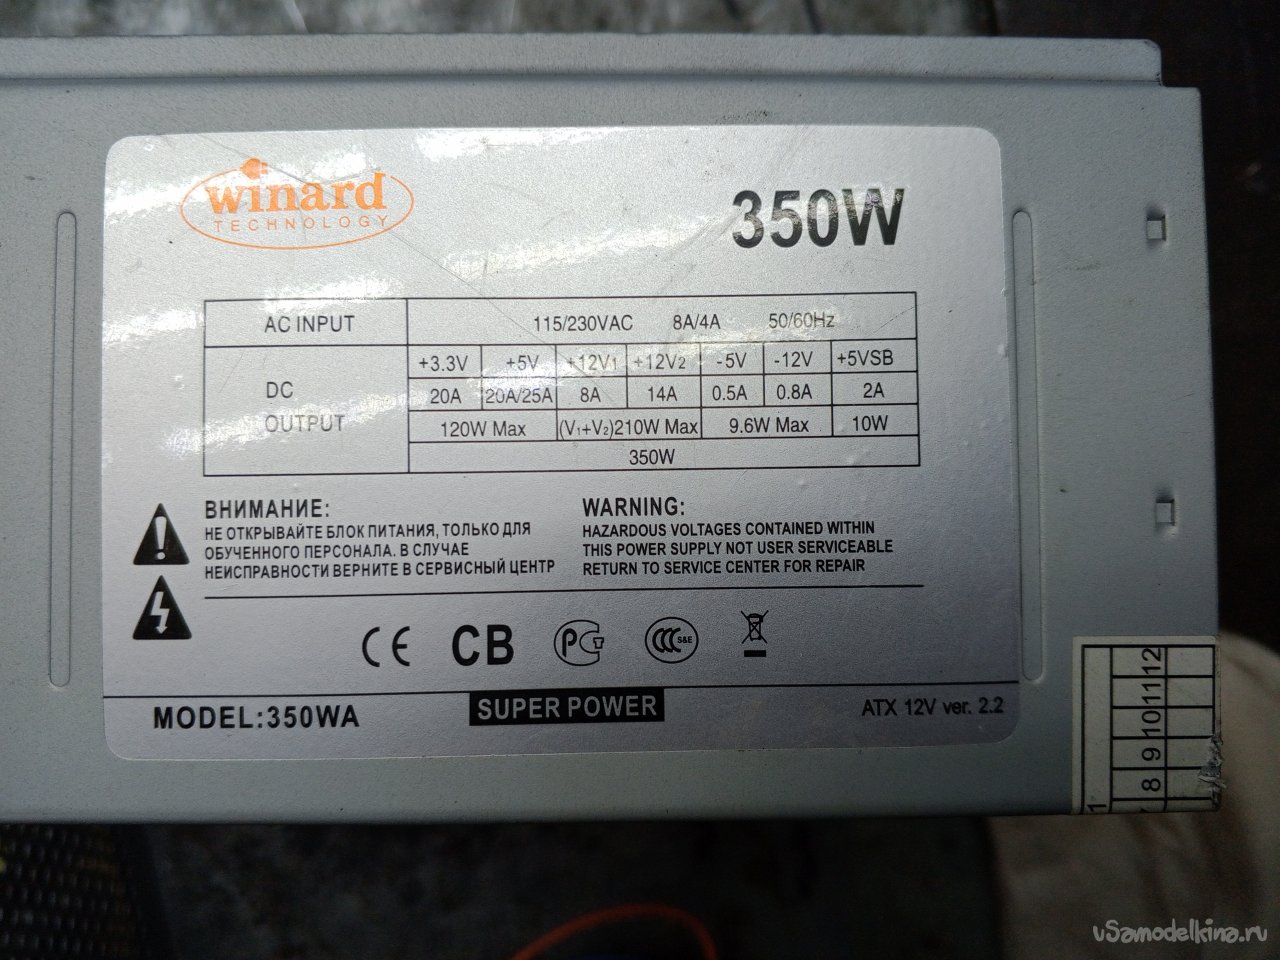 winard
TECHNOLOGY
350W
AC INPUT 115/230VAC 8A/4A 50/60Hz
DC OUTPUT
+3.3V +5V +12V1 +12V2 -5V -12V +5VSB
20A 20A/25A 8A 14A 0.5A 0.8A 2A
120W Max (V1+V2)210W Max 9.6W Max 10W
350W
ВНИМАНИЕ:
НЕ ОТКРЫВАЙТЕ БЛОК ПИТАНИЯ, ТОЛЬКО ДЛЯ
ОБУЧЕННОГО ПЕРСОНАЛА. В СЛУЧАЕ
НЕИСПРАВНОСТИ ВЕРНИТЕ В СЕРВИСНЫЙ ЦЕНТР
WARNING:
HAZARDOUS VOLTAGES CONTAINED WITHIN
THIS POWER SUPPLY NOT USER SERVICEABLE
RETURN TO SERVICE CENTER FOR REPAIR
CE CB РСТ CCC S&E
MODEL:350WA SUPER POWER ATX 12V ver. 2.2
12
11
10
9
8
1
uSamodelkina.ru